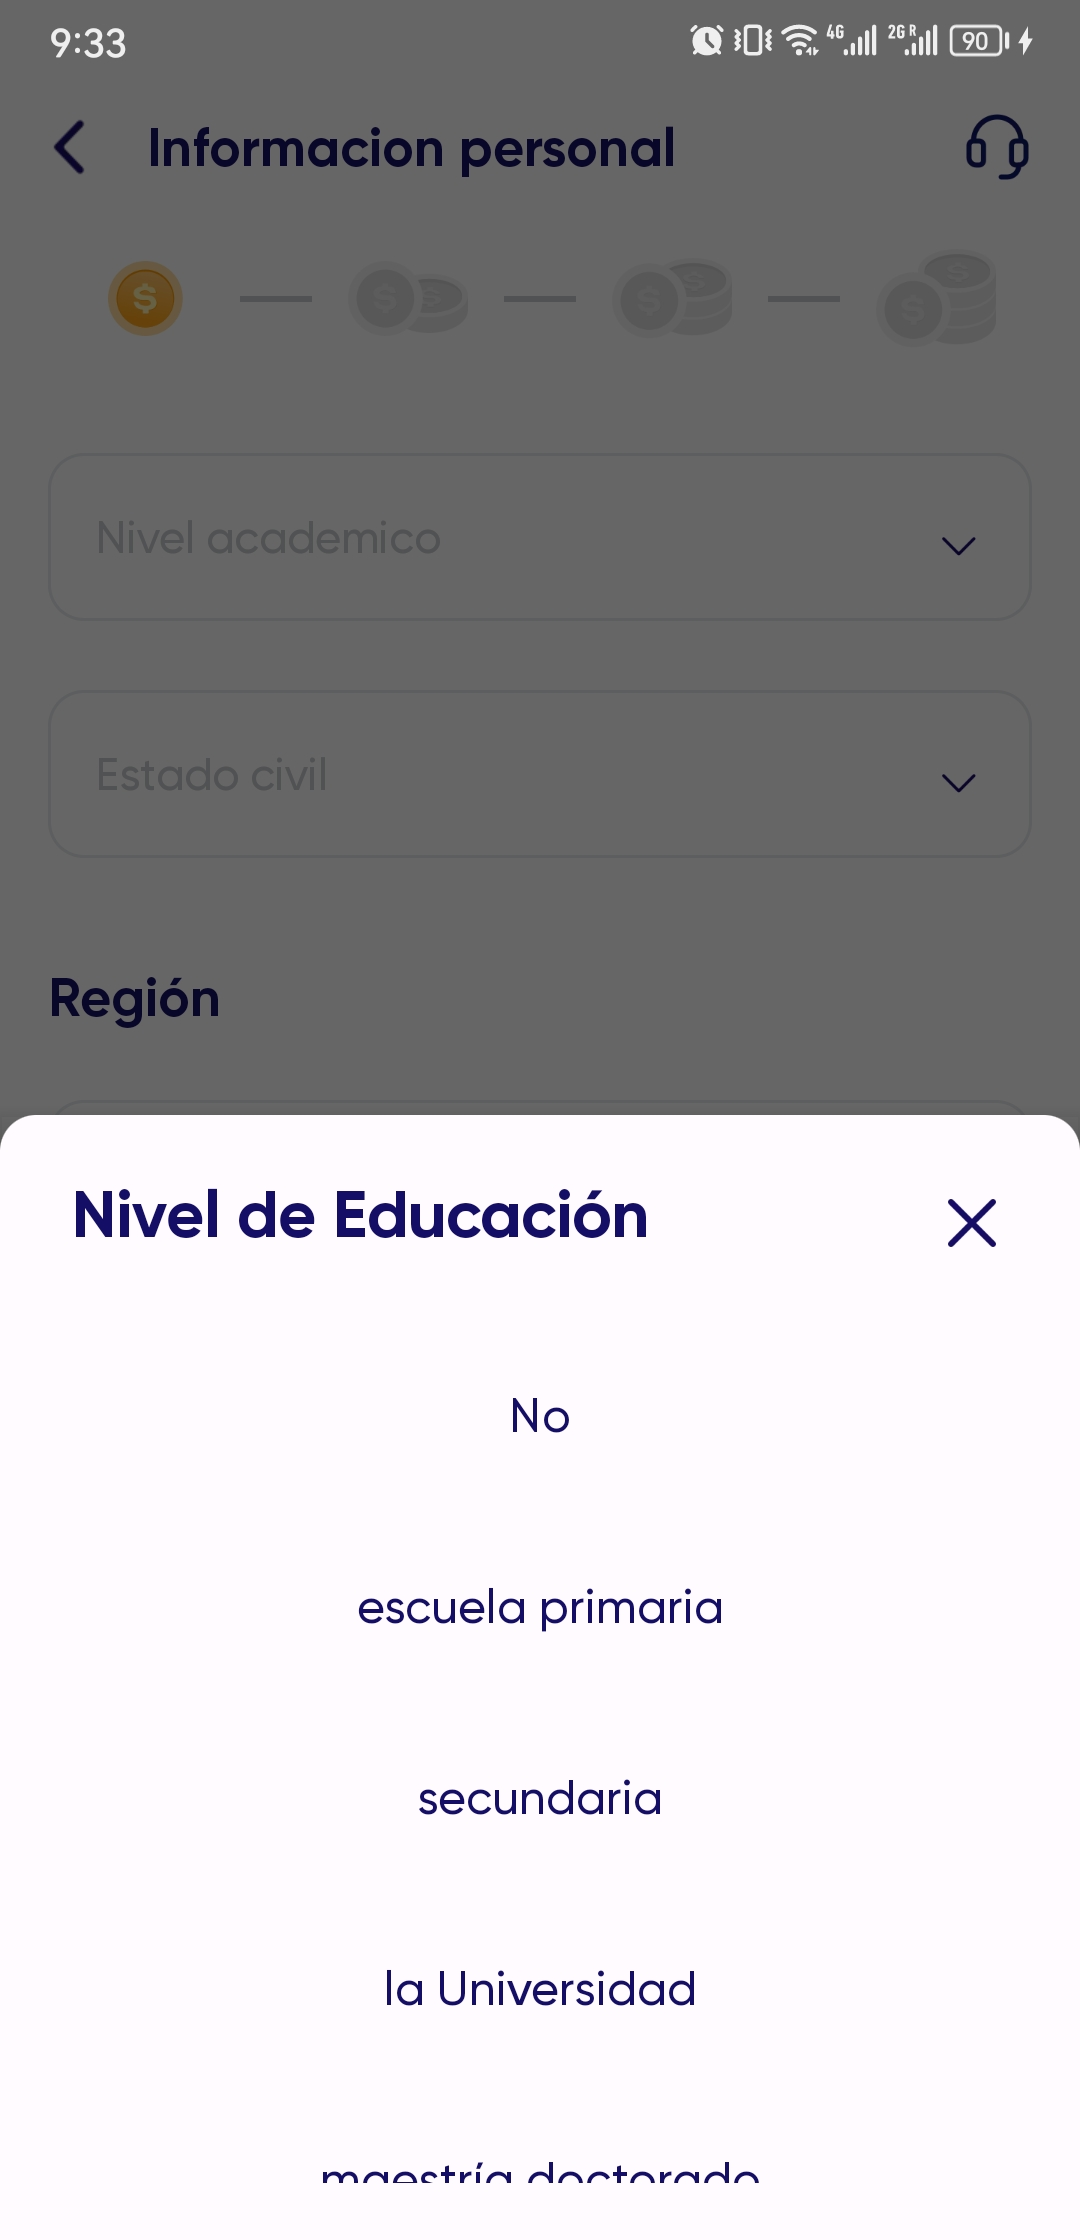 9:33
4G
2G R
90
Informacion personal
Nivel academico
Estado civil
Región
Nivel de Educación
No
escuela primaria
secundaria
la Universidad
maestría doctorado